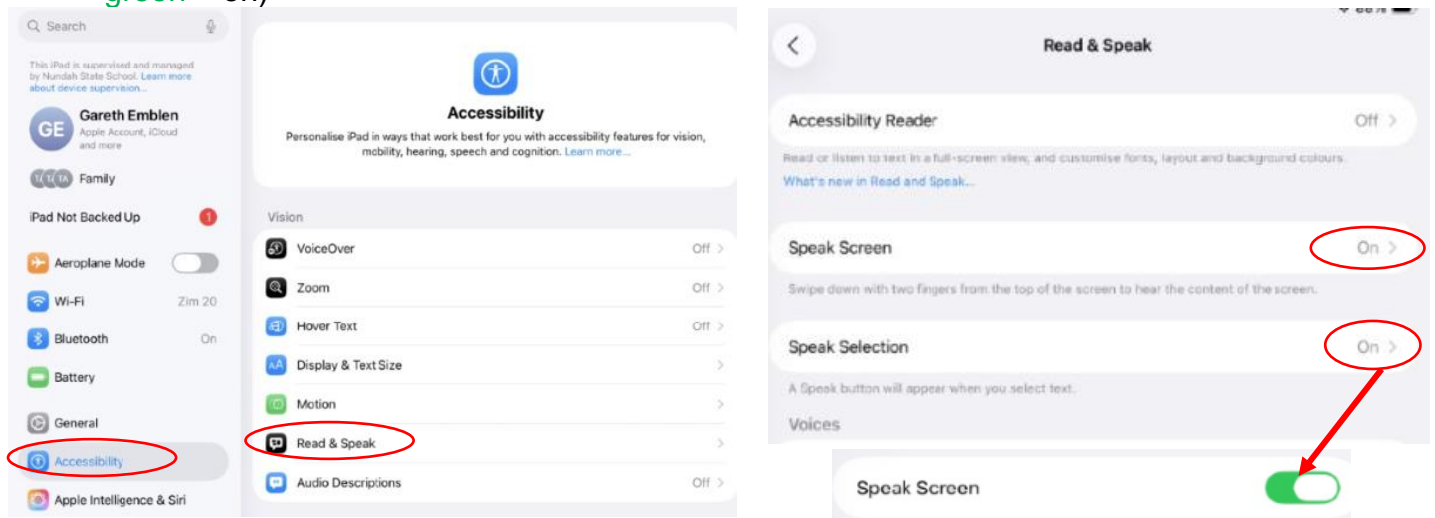 green = on)
Search
This iPad is supervised and managed
by Nundah State School. Learn more
about device supervision...
GE
Gareth Emblen
Apple Account, iCloud
and more
Family
iPad Not Backed Up 1
Aeroplane Mode
Wi-Fi Zim 20
Bluetooth On
Battery
General
Accessibility
Apple Intelligence & Siri
Accessibility
Personalise iPad in ways that work best for you with accessibility features for vision,
mobility, hearing, speech and cognition. Learn more...
Vision
VoiceOver Off
Zoom Off
Hover Text Off
Display & Text Size
Motion
Read & Speak
Audio Descriptions Off
Read & Speak
Accessibility Reader Off
Read or listen to text in a full-screen view, and customise fonts, layout and background colours.
What's new in Read and Speak...
Speak Screen On
Swipe down with two fingers from the top of the screen to hear the content of the screen.
Speak Selection On
A Speak button will appear when you select text.
Voices
Speak Screen